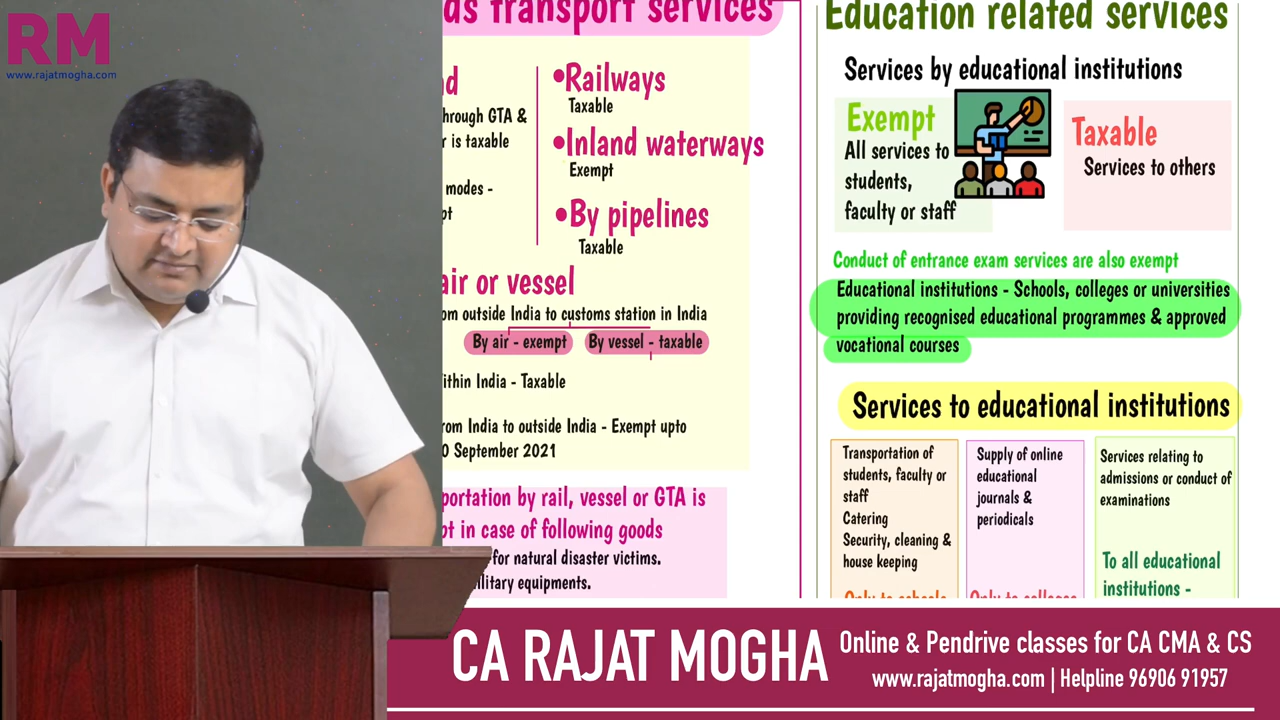 RM
www.rajatmogha.com
ds transport services
d
hrough GTA &
r is taxable
modes -
pt
•Railways
Taxable
•Inland waterways
Exempt
•By pipelines
Taxable
air or vessel
om outside India to customs station in India
By air - exempt
By vessel - taxable
ithin India - Taxable
rom India to outside India - Exempt upto
0 September 2021
portation by rail, vessel or GTA is
pt in case of following goods
for natural disaster victims.
ilitary equipments.
Education related services
Services by educational institutions
Exempt
All services to
students,
faculty or staff
Taxable
Services to others
Conduct of entrance exam services are also exempt
Educational institutions - Schools, colleges or universities
providing recognised educational programmes & approved
vocational courses
Services to educational institutions
Transportation of
students, faculty or
staff
Catering
Security, cleaning &
house keeping
Only to schools
Supply of online
educational
journals &
periodicals
Only to colleges
Services relating to
admissions or conduct of
examinations
To all educational
institutions -
CA RAJAT MOGHA
Online & Pendrive classes for CA CMA & CS
www.rajatmogha.com | Helpline 96906 91957